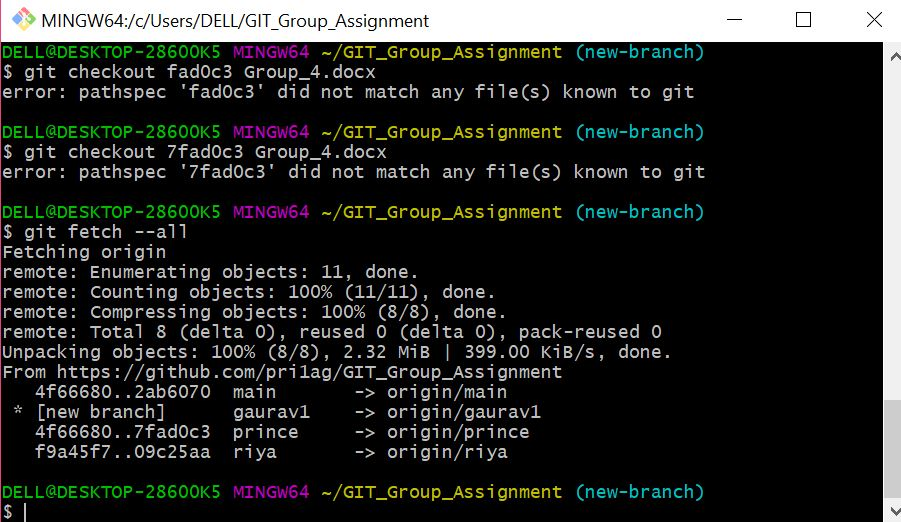 MINGW64:/c/Users/DELL/GIT_Group_Assignment
DELL@DESKTOP-2860OK5 MINGW64 ~/GIT_Group_Assignment (new-branch)
$ git checkout fad0c3 Group_4.docx
error: pathspec 'fad0c3' did not match any file(s) known to git
DELL@DESKTOP-2860OK5 MINGW64 ~/GIT_Group_Assignment (new-branch)
$ git checkout 7fad0c3 Group_4.docx
error: pathspec '7fad0c3' did not match any file(s) known to git
DELL@DESKTOP-2860OK5 MINGW64 ~/GIT_Group_Assignment (new-branch)
$ git fetch --all
Fetching origin
remote: Enumerating objects: 11, done.
remote: Counting objects: 100% (11/11), done.
remote: Compressing objects: 100% (8/8), done.
remote: Total 8 (delta 0), reused 0 (delta 0), pack-reused 0
Unpacking objects: 100% (8/8), 2.32 MiB | 399.00 KiB/s, done.
From https://github.com/pri1ag/GIT_Group_Assignment
   4f66680..2ab6070  main       -> origin/main
 * [new branch]      gaurav1    -> origin/gaurav1
   4f66680..7fad0c3  prince     -> origin/prince
   f9a45f7..09c25aa  riya       -> origin/riya
DELL@DESKTOP-2860OK5 MINGW64 ~/GIT_Group_Assignment (new-branch)
$